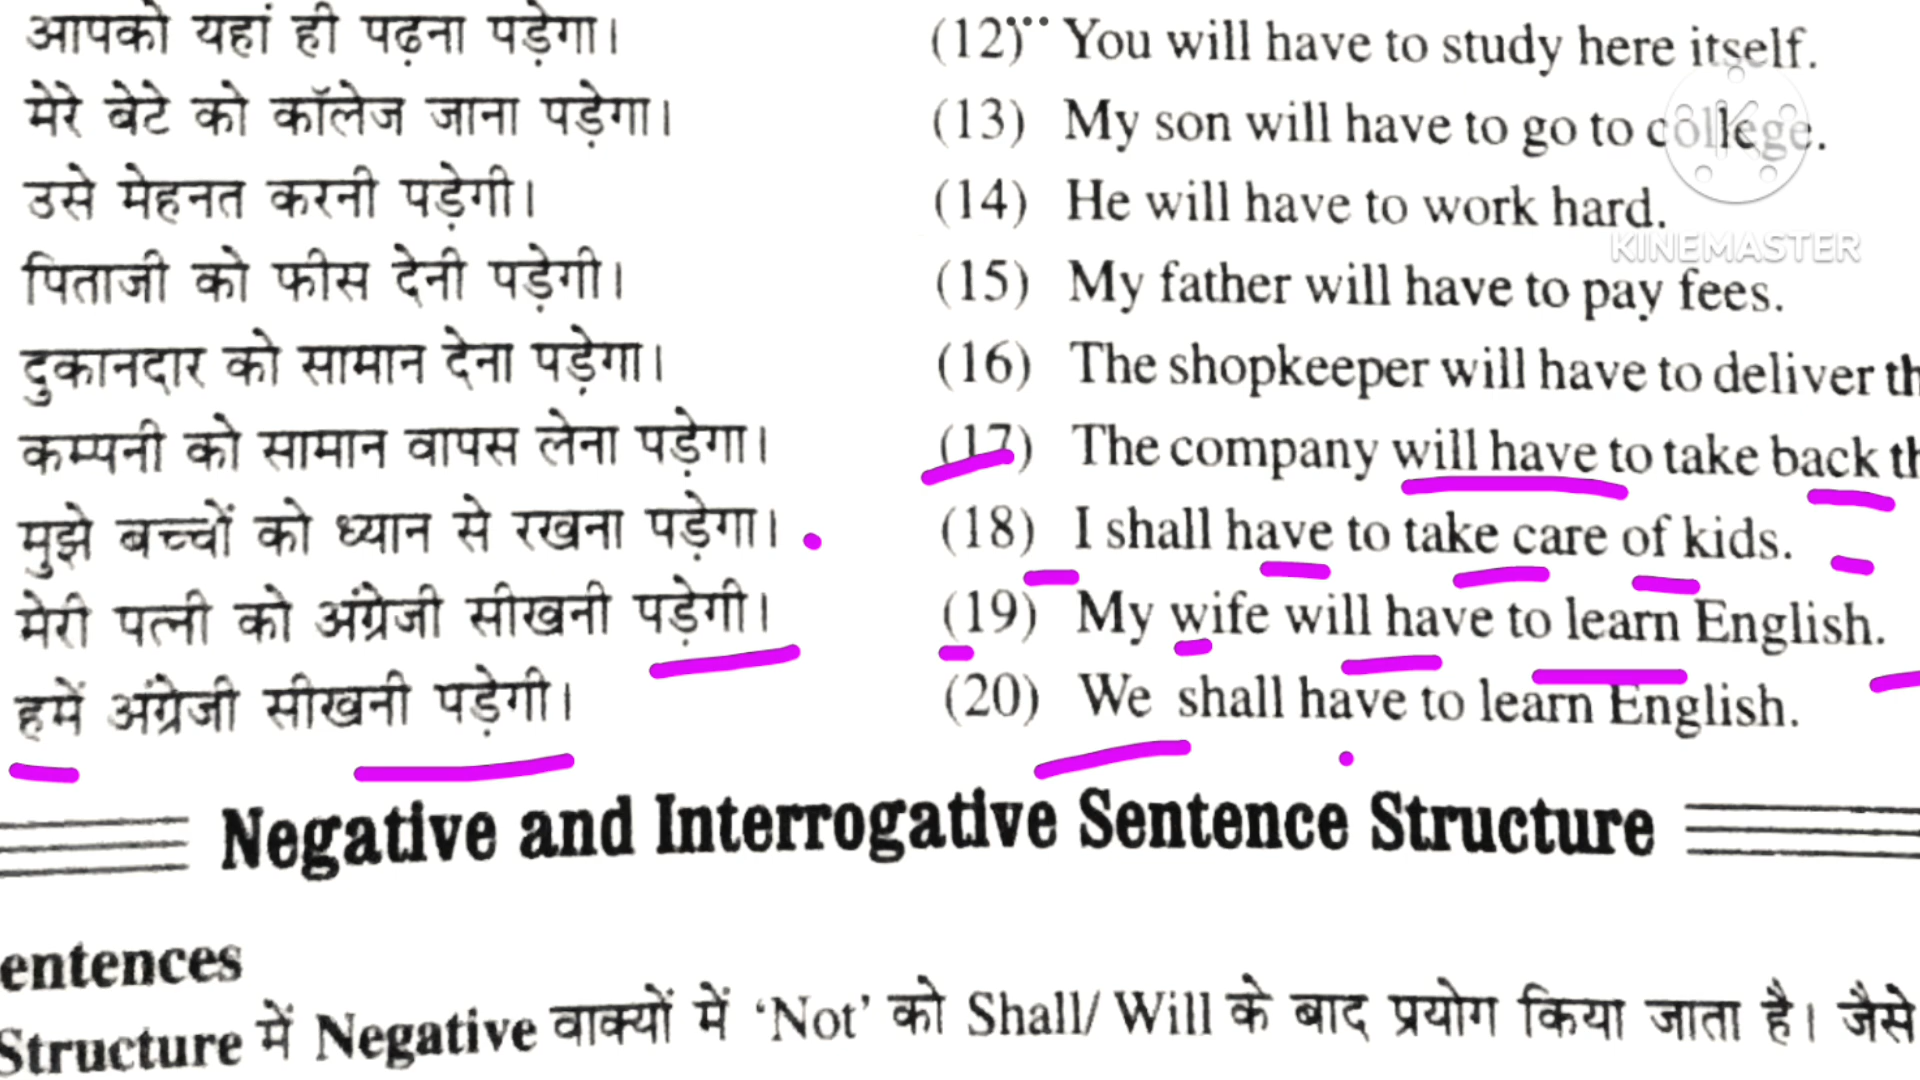 आपको यहां ही पढ़ना पड़ेगा। (12) You will have to study here itself.
मेरे बेटे को कॉलेज जाना पड़ेगा। (13) My son will have to go to college.
उसे मेहनत करनी पड़ेगी। (14) He will have to work hard.
KINEMASTER
पिताजी को फीस देनी पड़ेगी। (15) My father will have to pay fees.
दुकानदार को सामान देना पड़ेगा। (16) The shopkeeper will have to deliver th
कम्पनी को सामान वापस लेना पड़ेगा। (17) The company will have to take back th
मुझे बच्चों को ध्यान से रखना पड़ेगा। (18) I shall have to take care of kids.
मेरी पत्नी को अंग्रेजी सीखनी पड़ेगी। (19) My wife will have to learn English.
हमें अंग्रेजी सीखनी पड़ेगी। (20) We shall have to learn English.
Negative and Interrogative Sentence Structure
entences
Structure में Negative वाक्यों में ‘Not’ को Shall/ Will के बाद प्रयोग किया जाता है। जैसे